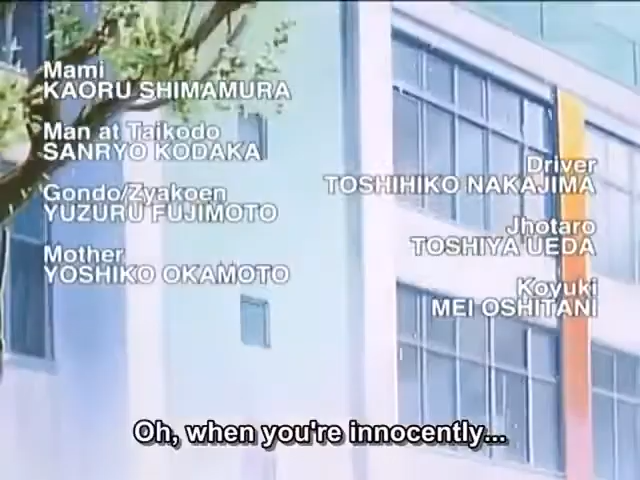 Mami
KAORU SHIMAMURA
Man at Taikodo
SANRYO KODAKA
Gondo/Zyakoen
YUZURU FUJIMOTO
Mother
YOSHIKO OKAMOTO
Driver
TOSHIHIKO NAKAJIMA
Jhotaro
TOSHIYA UEDA
Koyuki
MEI OSHITANI
Oh, when you're innocently...